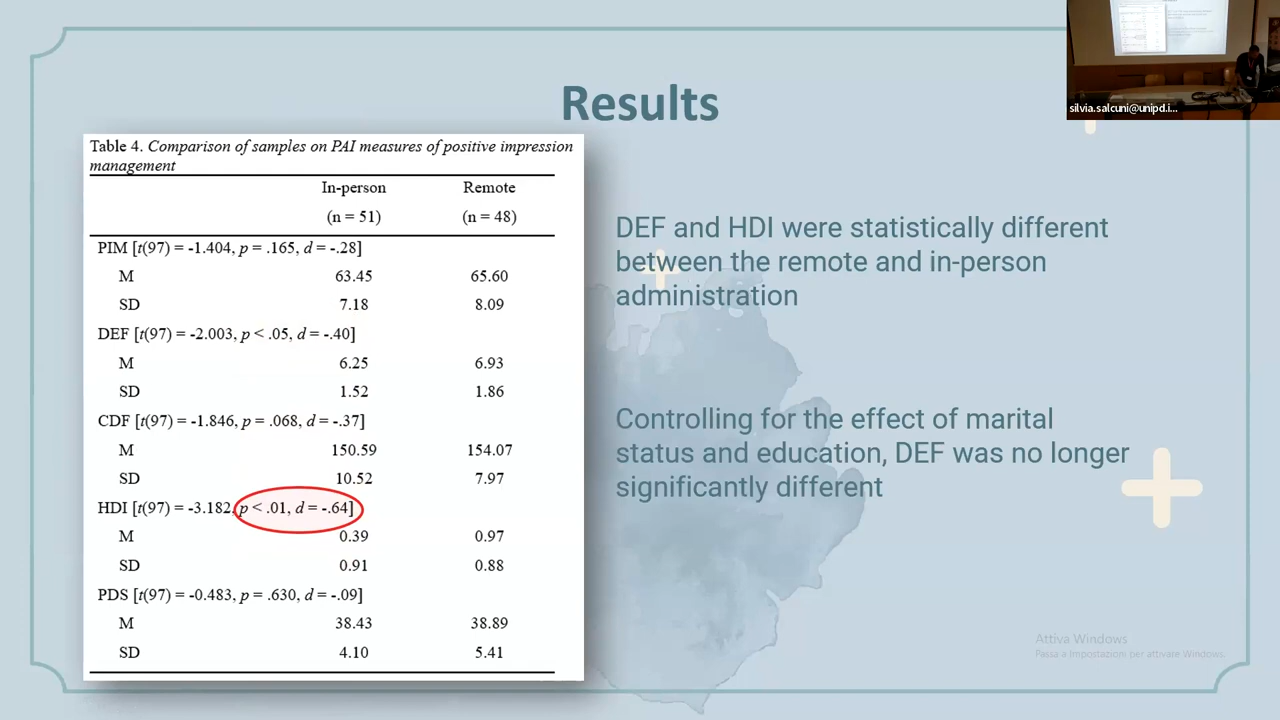 silvia.salcuni@unipd.i...
Results
Table 4. Comparison of samples on PAI measures of positive impression
management
In-person Remote
(n = 51) (n = 48)
PIM [t(97) = -1.404, p = .165, d = -.28]
M 63.45 65.60
SD 7.18 8.09
DEF [t(97) = -2.003, p < .05, d = -.40]
M 6.25 6.93
SD 1.52 1.86
CDF [t(97) = -1.846, p = .068, d = -.37]
M 150.59 154.07
SD 10.52 7.97
HDI [t(97) = -3.182, p < .01, d = -.64]
M 0.39 0.97
SD 0.91 0.88
PDS [t(97) = -0.483, p = .630, d = -.09]
M 38.43 38.89
SD 4.10 5.41
DEF and HDI were statistically different
between the remote and in-person
administration
Controlling for the effect of marital
status and education, DEF was no longer
significantly different
Attiva Windows
Passa a Impostazioni per attivare Windows.